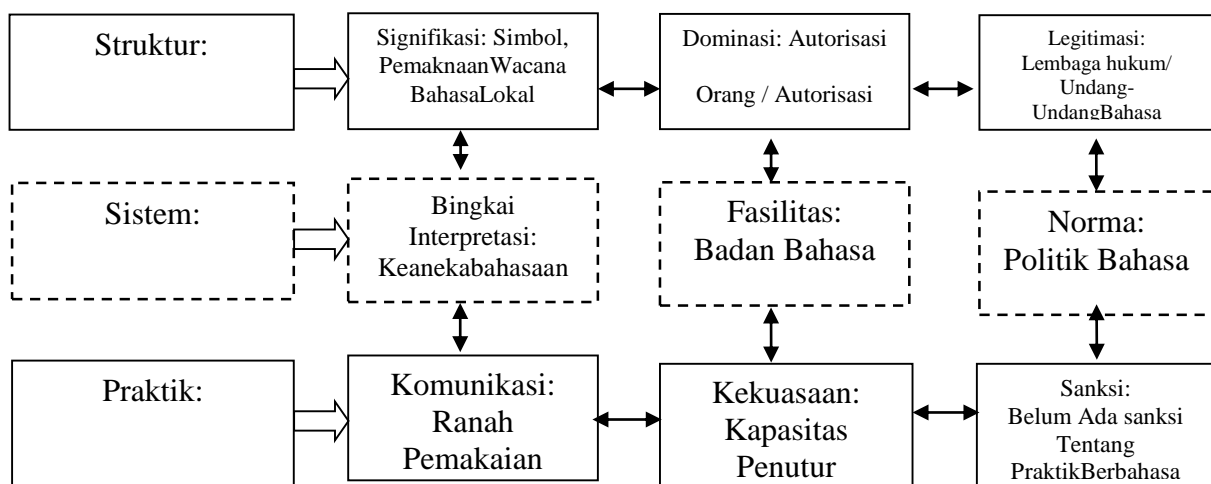 Struktur:
Signifikasi: Simbol,
PemaknaanWacana
BahasaLokal
Dominasi: Autorisasi
Orang / Autorisasi
Legitimasi:
Lembaga hukum/
Undang-
UndangBahasa
Sistem:
Bingkai
Interpretasi:
Keanekabahasaan
Fasilitas:
Badan Bahasa
Norma:
Politik Bahasa
Praktik:
Komunikasi:
Ranah
Pemakaian
Kekuasaan:
Kapasitas
Penutur
Sanksi:
Belum Ada sanksi
Tentang
PraktikBerbahasa